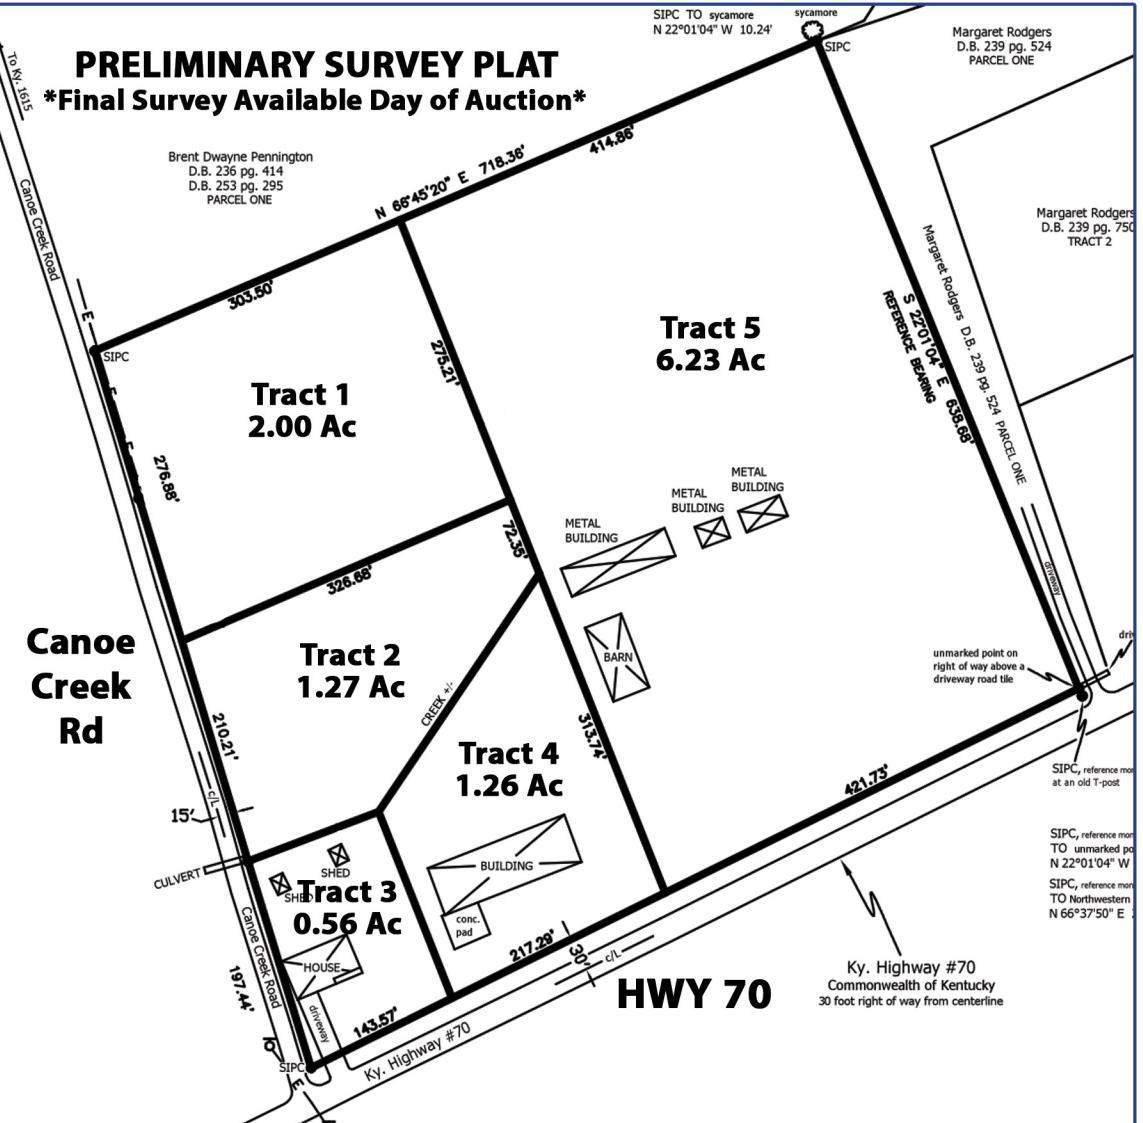 PRELIMINARY SURVEY PLAT
*Final Survey Available Day of Auction*
SIPC TO sycamore
N 22°01'04" W 10.24'
sycamore
SIPC
Margaret Rodgers
D.B. 239 pg. 524
PARCEL ONE
To Ky. 1615
Canoe Creek Road
Brent Dwayne Pennington
D.B. 236 pg. 414
D.B. 253 pg. 295
PARCEL ONE
N 66°45'20" E 718.36'
414.86'
303.50'
Margaret Rodgers
D.B. 239 pg. 750
TRACT 2
Margaret Rodgers D.B. 239 pg. 524 PARCEL ONE
S 22°01'04" E 638.68'
REFERENCE BEARING
E
SIPC
E
E
Tract 1
2.00 Ac
275.21'
276.88'
Tract 5
6.23 Ac
METAL
BUILDING
METAL
BUILDING
METAL
BUILDING
72.35'
326.68'
BARN
driveway
Canoe
Creek
Rd
Tract 2
1.27 Ac
CREEK +/-
210.21'
313.74'
unmarked point on
right of way above a
driveway road tile
Tract 4
1.26 Ac
421.73'
SIPC, reference mo
at an old T-post
15'
c/L
CULVERT
SHED
SHED
Tract 3
0.56 Ac
BUILDING
conc.
pad
HOUSE
SIPC, reference mo
TO unmarked po
N 22°01'04" W
SIPC, reference mo
TO Northwestern
N 66°37'50" E
Canoe Creek Road
197.44'
217.29'
30'
c/L
143.57'
driveway
HWY 70
Ky. Highway #70
Commonwealth of Kentucky
30 foot right of way from centerline
Ky. Highway #70
SIPC
E